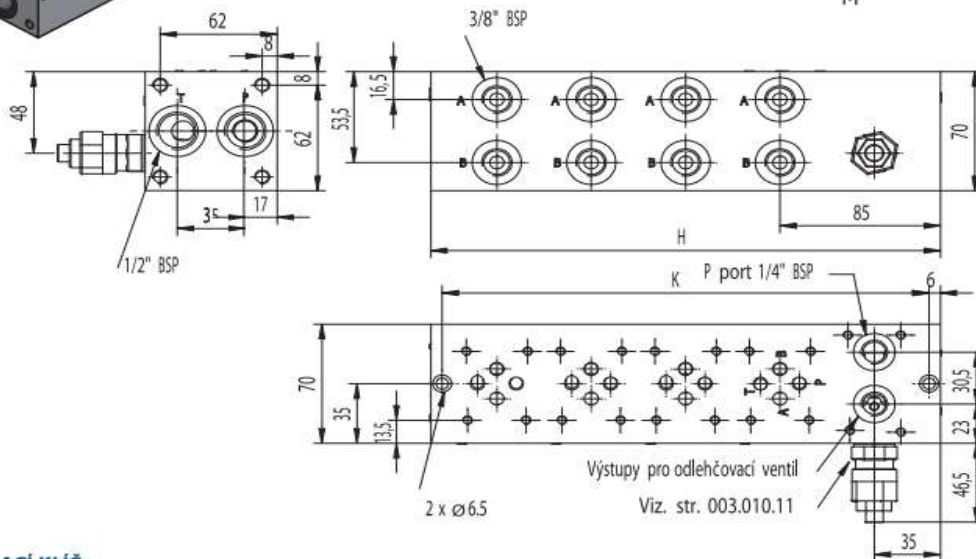 62
8
8
48
T
P
62
35
17
1/2" BSP
3/8" BSP
16,5
53,5
A
A
A
A
B
B
B
B
70
85
H
K
P port 1/4" BSP
6
70
35
13,5
B
T
P
A
30,5
23
46,5
Výstupy pro odlehčovací ventil
Viz. str. 003.010.11
2 x Ø 6.5
35